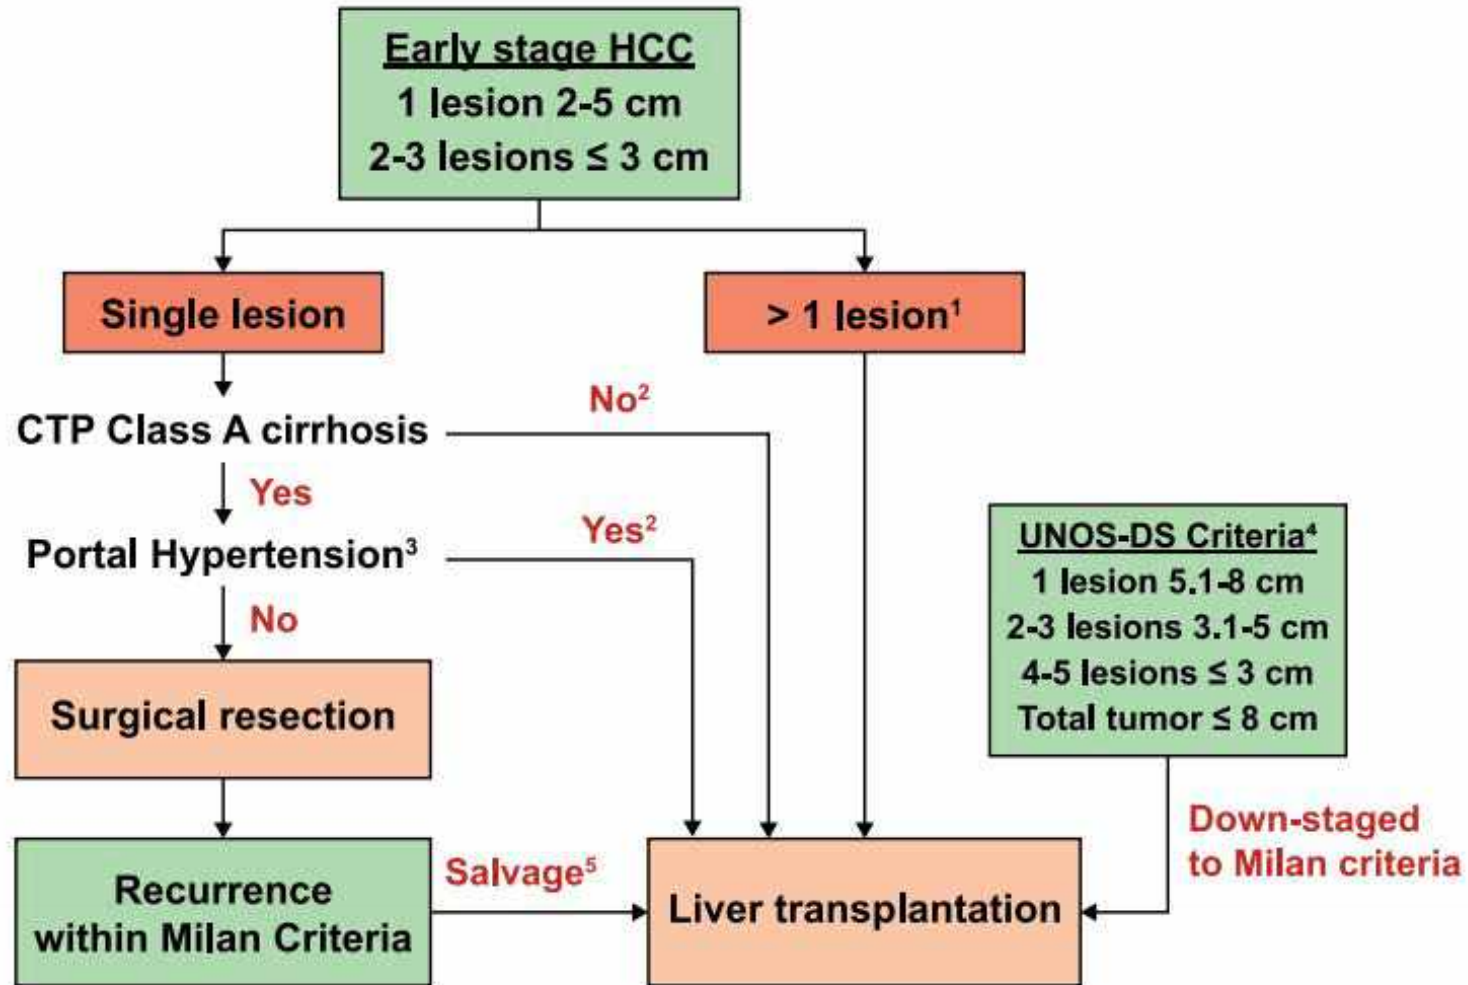 Early stage HCC
1 lesion 2-5 cm
2-3 lesions ≤ 3 cm
Single lesion
> 1 lesion¹
CTP Class A cirrhosis
No²
Yes
Portal Hypertension³
Yes²
No
UNOS-DS Criteria⁴
1 lesion 5.1-8 cm
2-3 lesions 3.1-5 cm
4-5 lesions ≤ 3 cm
Total tumor ≤ 8 cm
Surgical resection
Down-staged
to Milan criteria
Recurrence
within Milan Criteria
Salvage⁵
Liver transplantation